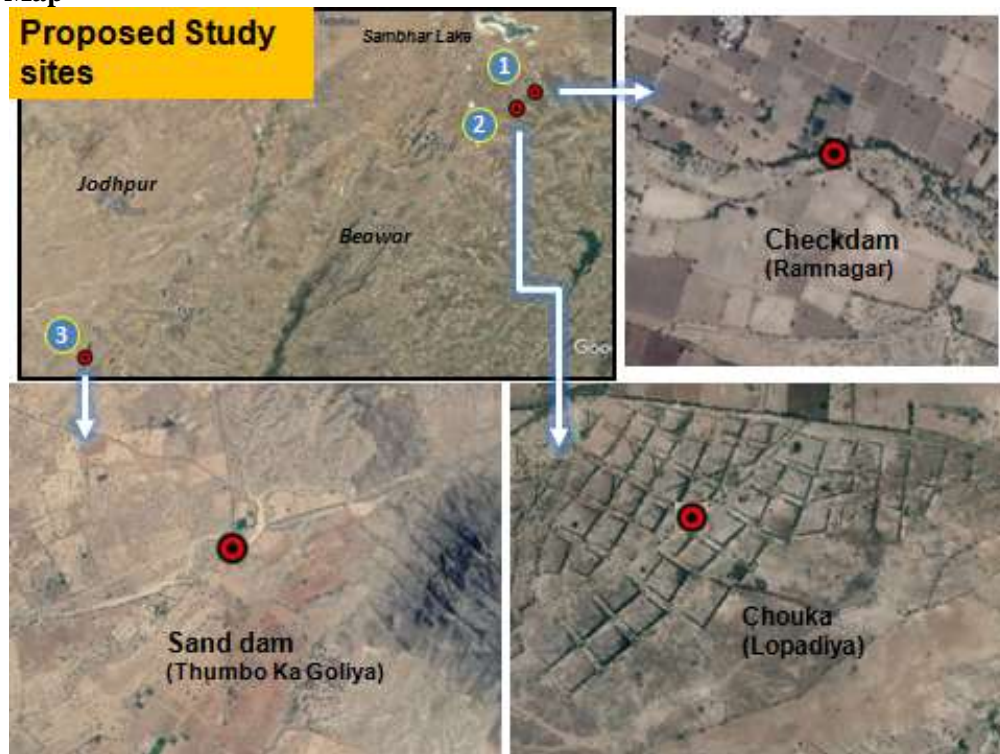 Map
Proposed Study
sites
Sambhar Lake
1
2
Jodhpur
Beawar
3
Goo
Checkdam
(Ramnagar)
Sand dam
(Thumbo Ka Goliya)
Chouka
(Lopadiya)